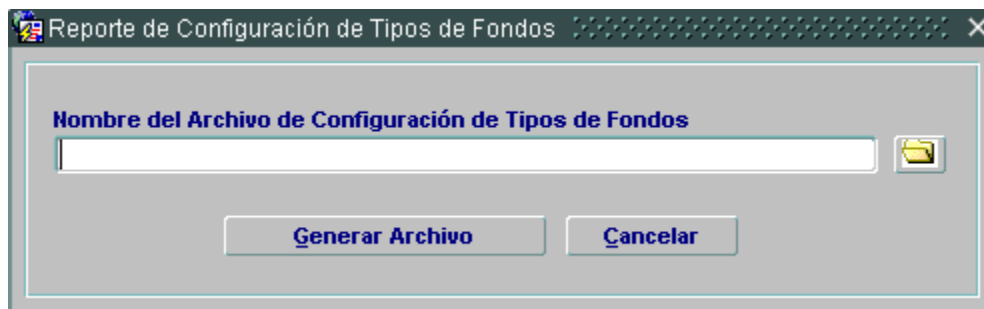 Reporte de Configuración de Tipos de Fondos
Nombre del Archivo de Configuración de Tipos de Fondos
Generar Archivo
Cancelar